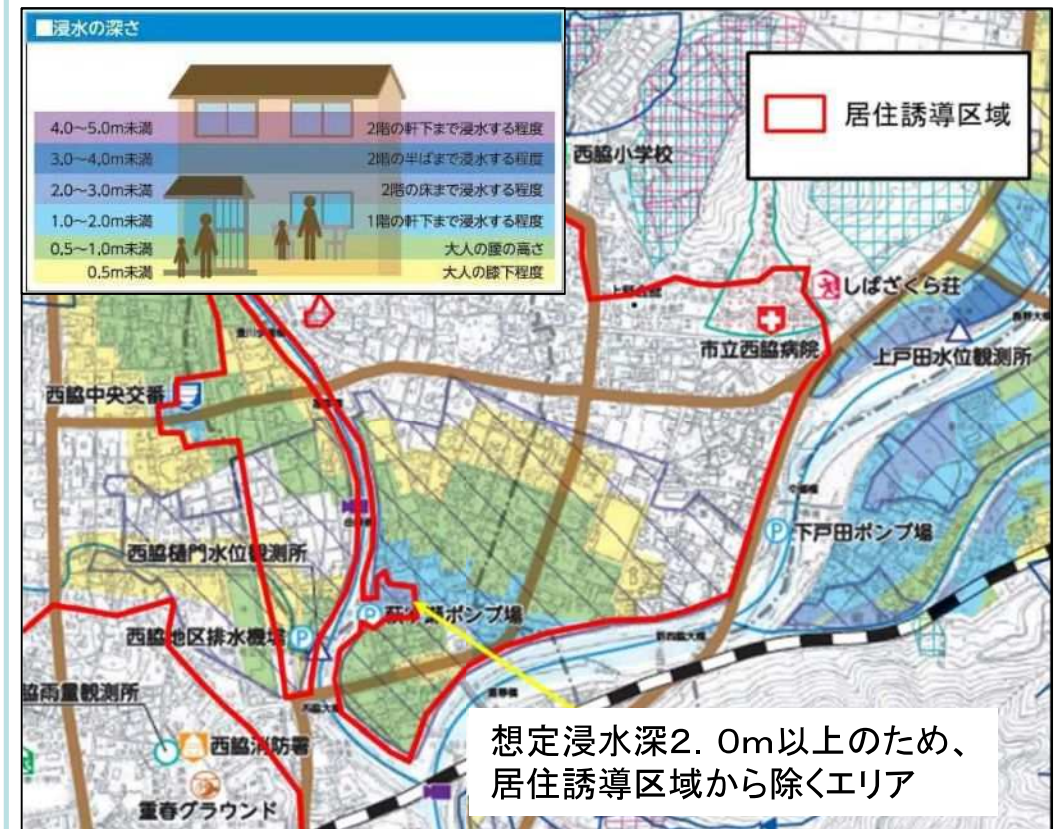 ■浸水の深さ
4.0～5.0m未満 2階の軒下まで浸水する程度
3.0～4.0m未満 2階の半ばまで浸水する程度
2.0～3.0m未満 2階の床まで浸水する程度
1.0～2.0m未満 1階の軒下まで浸水する程度
0.5～1.0m未満 大人の腰の高さ
0.5m未満 大人の膝下程度
居住誘導区域
西脇小学校
しばざくら荘
市立西脇病院
上戸田水位観測所
西脇中央交番
下戸田ポンプ場
西脇樋門水位観測所
ポンプ場
西脇地区排水機場
新西脇大橋
西脇大橋
脇雨量観測所
西脇消防署
重春グラウンド
想定浸水深2．0m以上のため、
居住誘導区域から除くエリア